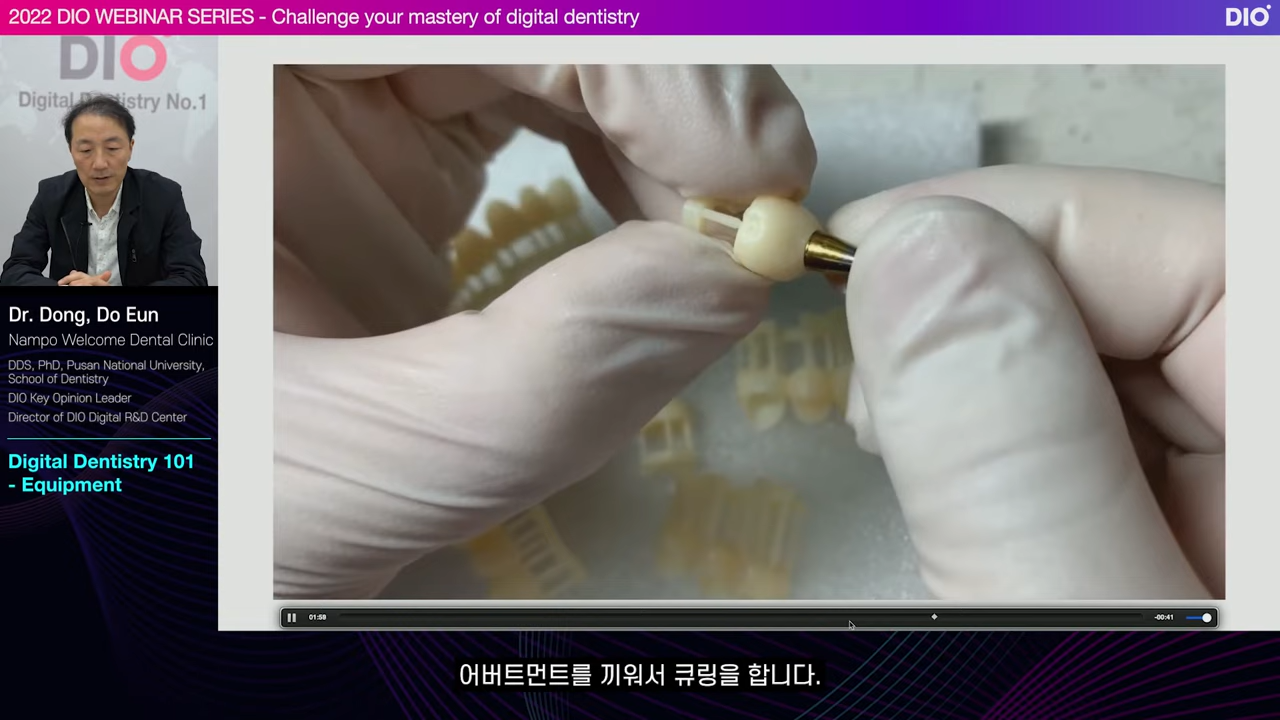 2022 DIO WEBINAR SERIES - Challenge your mastery of digital dentistry
DIO
DIO
Digital Dentistry No.1
Dr. Dong, Do Eun
Nampo Welcome Dental Clinic
DDS, PhD, Pusan National University,
School of Dentistry
DIO Key Opinion Leader
Director of DIO Digital R&D Center
Digital Dentistry 101
- Equipment
01:59
-00:41
어버트먼트를 끼워서 큐링을 합니다.